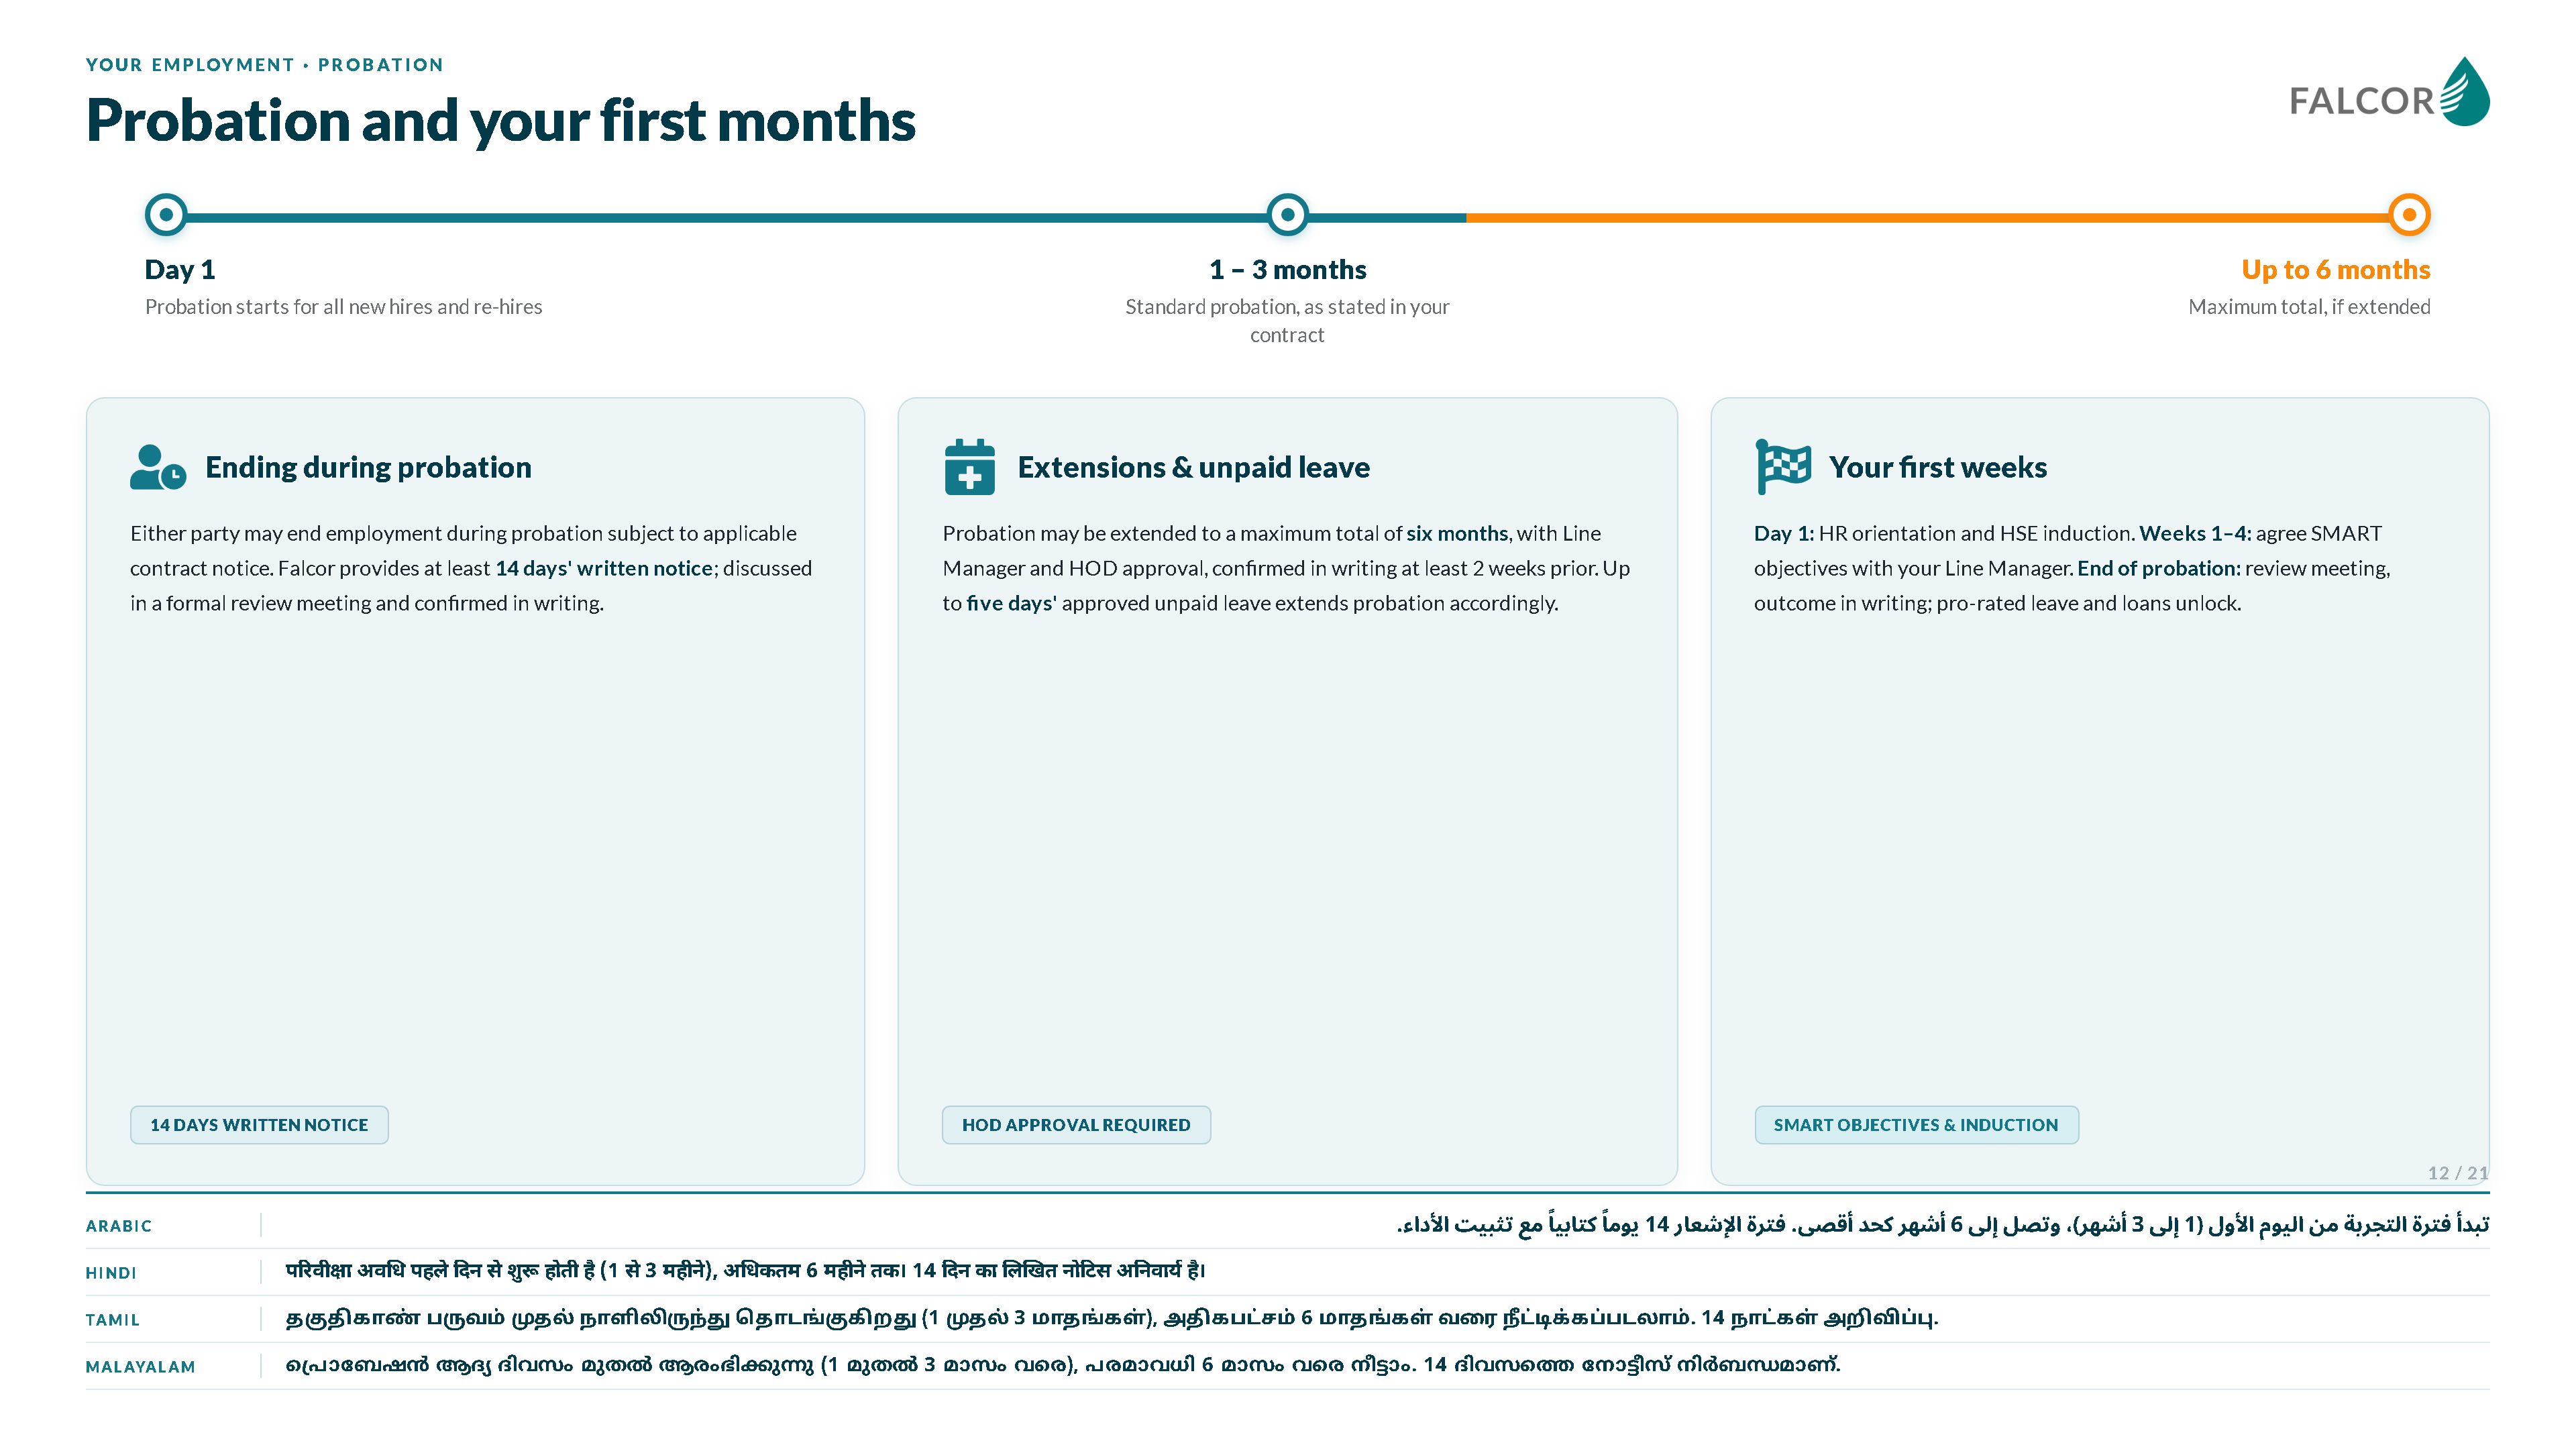 YOUR EMPLOYMENT · PROBATION
Probation and your first months
FALCOR
Day 1
Probation starts for all new hires and re-hires
1 – 3 months
Standard probation, as stated in your
contract
Up to 6 months
Maximum total, if extended
Ending during probation
Either party may end employment during probation subject to applicable
contract notice. Falcor provides at least 14 days' written notice; discussed
in a formal review meeting and confirmed in writing.
14 DAYS WRITTEN NOTICE
Extensions & unpaid leave
Probation may be extended to a maximum total of six months, with Line
Manager and HOD approval, confirmed in writing at least 2 weeks prior. Up
to five days' approved unpaid leave extends probation accordingly.
HOD APPROVAL REQUIRED
Your first weeks
Day 1: HR orientation and HSE induction. Weeks 1–4: agree SMART
objectives with your Line Manager. End of probation: review meeting,
outcome in writing; pro-rated leave and loans unlock.
SMART OBJECTIVES & INDUCTION
12 / 21
ARABIC
تبدأ فترة التجربة من اليوم الأول (1 إلى 3 أشهر)، وتصل إلى 6 أشهر كحد أقصى. فترة الإشعار 14 يوماً كتابياً مع تثبيت الأداء.
HINDI
परिवीक्षा अवधि पहले दिन से शुरू होती है (1 से 3 महीने), अधिकतम 6 महीने तक। 14 दिन का लिखित नोटिस अनिवार्य है।
TAMIL
தகுதிகாண் பருவம் முதல் நாளிலிருந்து தொடங்குகிறது (1 முதல் 3 மாதங்கள்), அதிகபட்சம் 6 மாதங்கள் வரை நீட்டிக்கப்படலாம். 14 நாட்கள் அறிவிப்பு.
MALAYALAM
പ്രൊബേഷൻ ആദ്യ ദിവസം മുതൽ ആരംഭിക്കുന്നു (1 മുതൽ 3 മാസം വരെ), പരമാവധി 6 മാസം വരെ നീട്ടാം. 14 ദിവസത്തെ നോട്ടീസ് നിർബന്ധമാണ്.